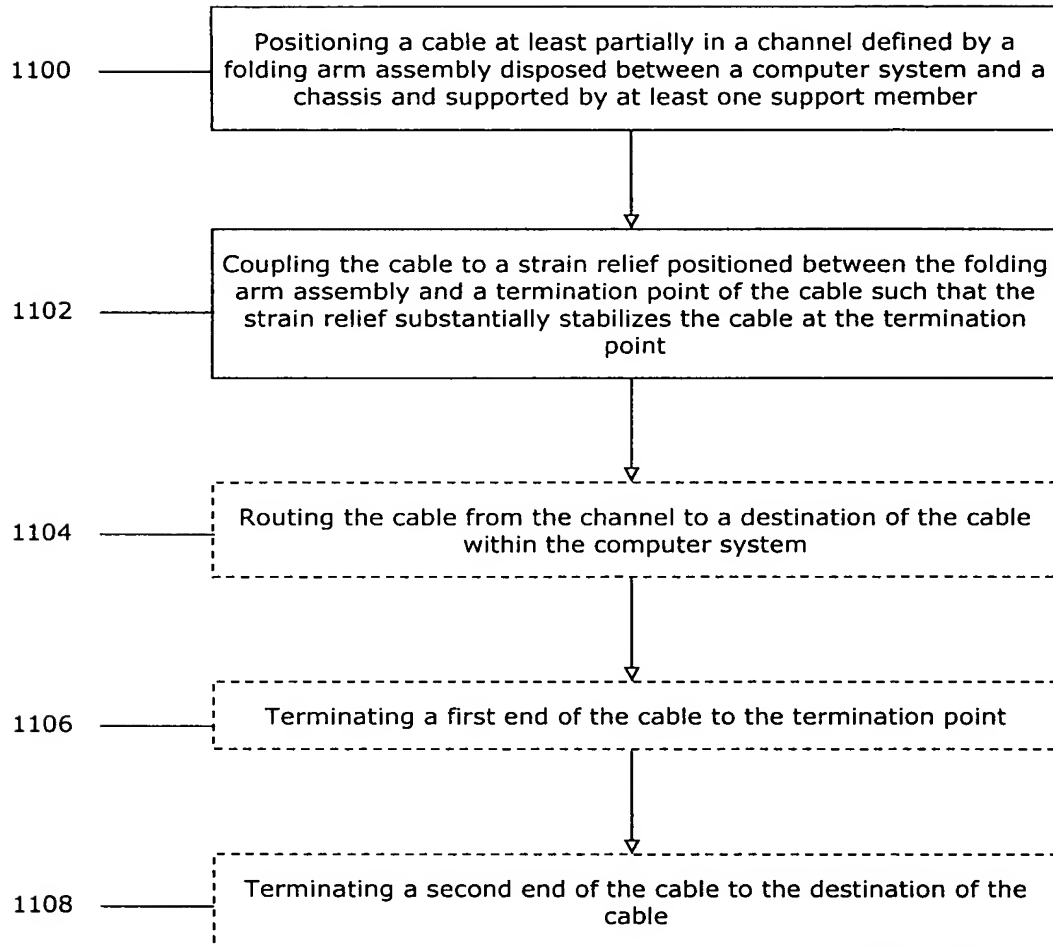 1100
Positioning a cable at least partially in a channel defined by a
folding arm assembly disposed between a computer system and a
chassis and supported by at least one support member
1102
Coupling the cable to a strain relief positioned between the folding
arm assembly and a termination point of the cable such that the
strain relief substantially stabilizes the cable at the termination
point
1104
Routing the cable from the channel to a destination of the cable
within the computer system
1106
Terminating a first end of the cable to the termination point
1108
Terminating a second end of the cable to the destination of the
cable